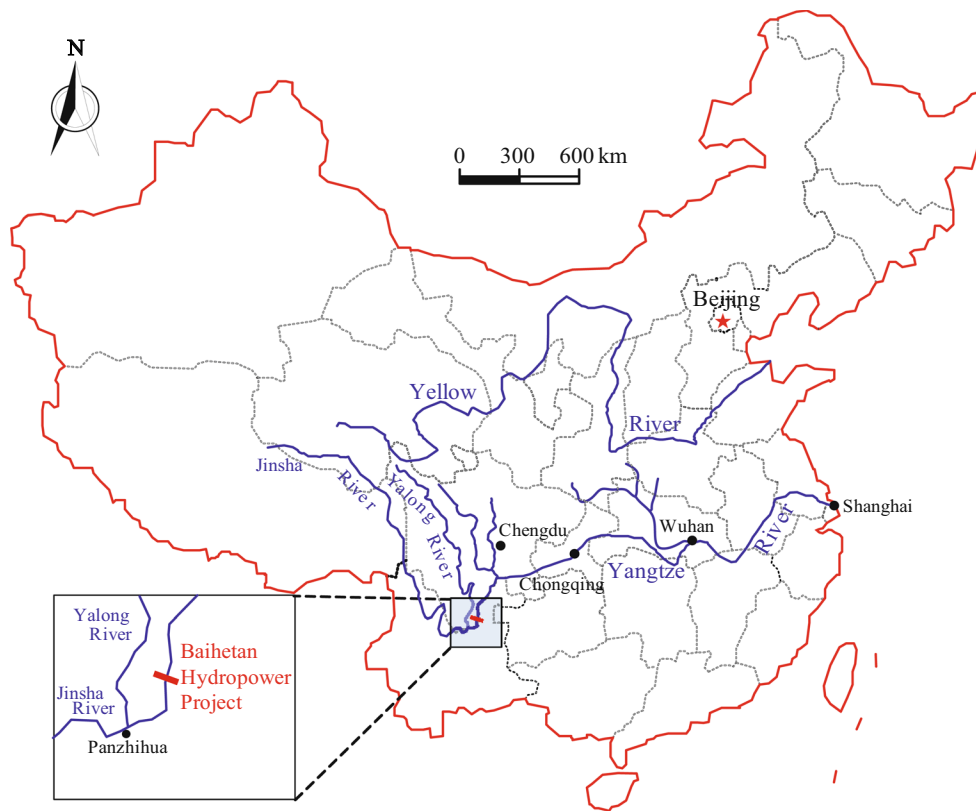 N
0 300 600 km
Beijing
Yellow
River
Jinsha
River
Yalong
River
Chengdu
Chongqing
Wuhan
Yangtze
River
Shanghai
Yalong
River
Baihetan
Hydropower
Project
Jinsha
River
Panzhihua